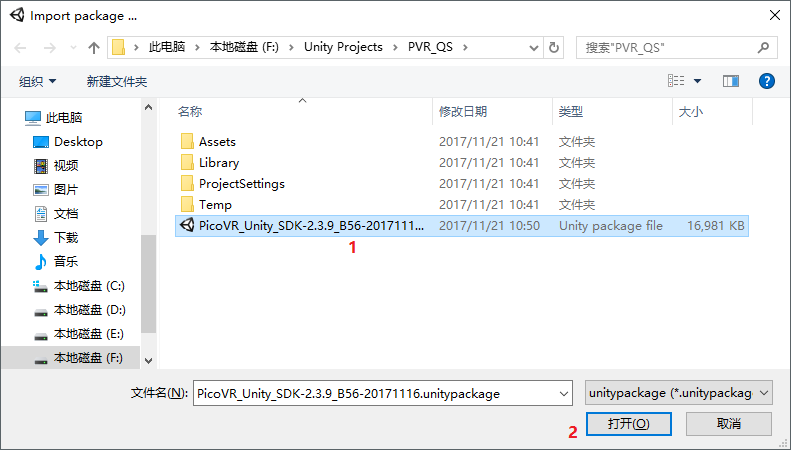 Import package ...
此电脑 > 本地磁盘 (F:) > Unity Projects > PVR_QS >
搜索"PVR_QS"
组织 新建文件夹
名称 修改日期 类型 大小
此电脑
Desktop
视频
图片
文档
下载
音乐
本地磁盘 (C:)
本地磁盘 (D:)
本地磁盘 (E:)
本地磁盘 (F:)
Assets 2017/11/21 10:41 文件夹
Library 2017/11/21 10:41 文件夹
ProjectSettings 2017/11/21 10:41 文件夹
Temp 2017/11/21 10:41 文件夹
PicoVR_Unity_SDK-2.3.9_B56-2017111... 2017/11/21 10:50 Unity package file 16,981 KB
1
文件名(N): PicoVR_Unity_SDK-2.3.9_B56-20171116.unitypackage
unitypackage (*.unitypackag
2 打开(O) 取消